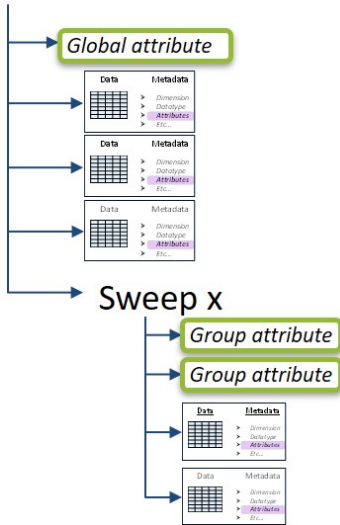 Global attribute
Data Metadata
Dimension
Datatype
Attributes
Etc...
Data Metadata
Dimension
Datatype
Attributes
Etc...
Data Metadata
Dimension
Datatype
Attributes
Etc...
Sweep x
Group attribute
Group attribute
Data Metadata
Dimension
Datatype
Attributes
Etc...
Data Metadata
Dimension
Datatype
Attributes
Etc...